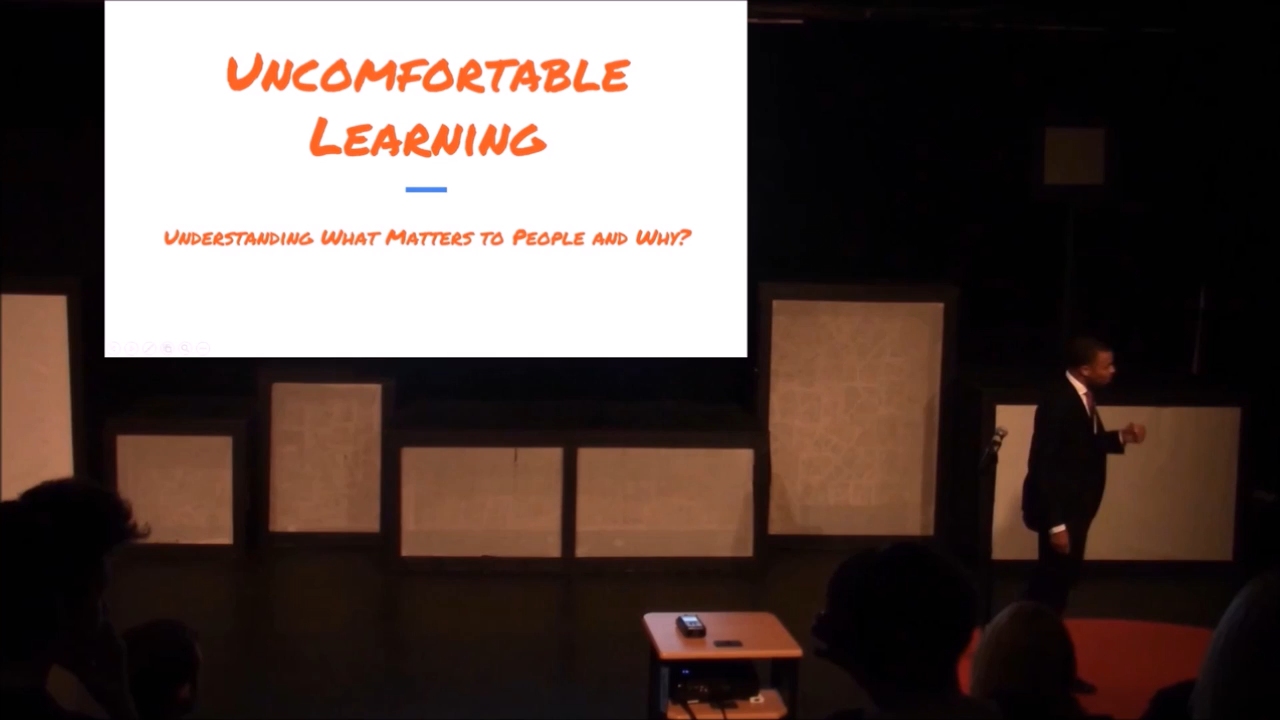 Uncomfortable
Learning
Understanding What Matters to People and Why?